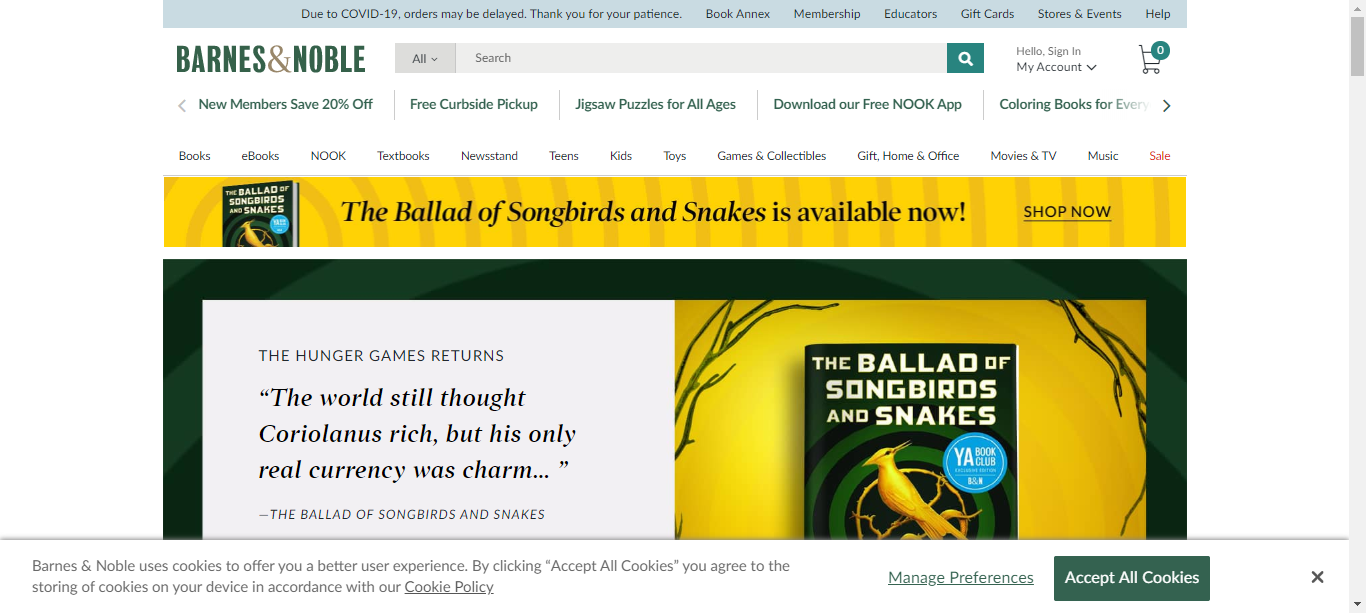 Due to COVID-19, orders may be delayed. Thank you for your patience. Book Annex Membership Educators Gift Cards Stores & Events Help
BARNES&NOBLE
All Search
Hello, Sign In
My Account
0
New Members Save 20% Off Free Curbside Pickup Jigsaw Puzzles for All Ages Download our Free NOOK App Coloring Books for Every
Books eBooks NOOK Textbooks Newsstand Teens Kids Toys Games & Collectibles Gift, Home & Office Movies & TV Music Sale
THE BALLAD OF
SONGBIRDS
AND SNAKES
The Ballad of Songbirds and Snakes is available now! SHOP NOW
THE HUNGER GAMES RETURNS
“The world still thought
Coriolanus rich, but his only
real currency was charm... ”
—THE BALLAD OF SONGBIRDS AND SNAKES
THE BALLAD OF
SONGBIRDS
AND SNAKES
YA BOOK CLUB
EXCLUSIVE EDITION
B&N
Barnes & Noble uses cookies to offer you a better user experience. By clicking “Accept All Cookies” you agree to the
storing of cookies on your device in accordance with our Cookie Policy
Manage Preferences Accept All Cookies